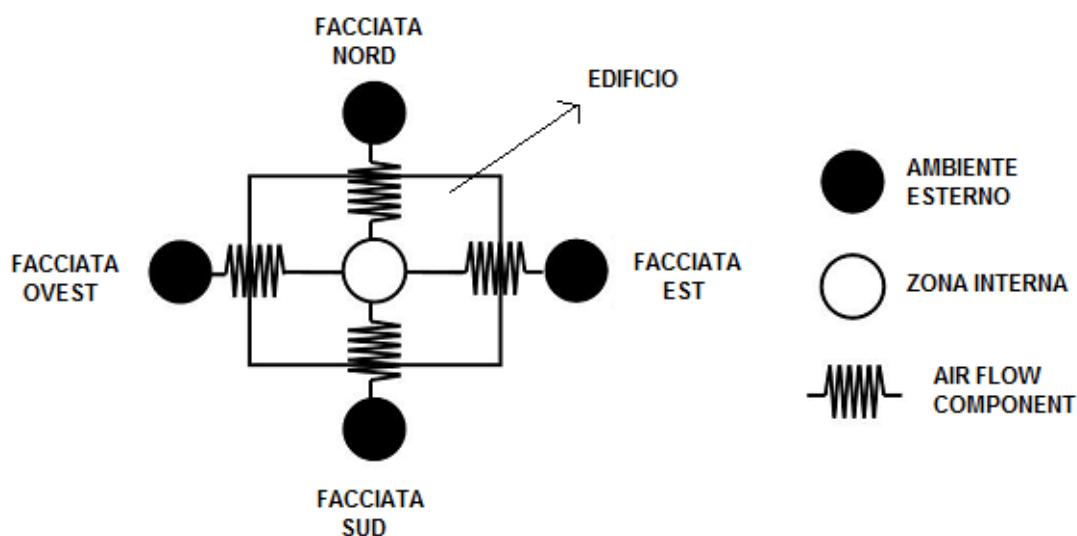 FACCIATA
NORD
EDIFICIO
AMBIENTE
ESTERNO
FACCIATA
OVEST
FACCIATA
EST
ZONA INTERNA
AIR FLOW
COMPONENT
FACCIATA
SUD